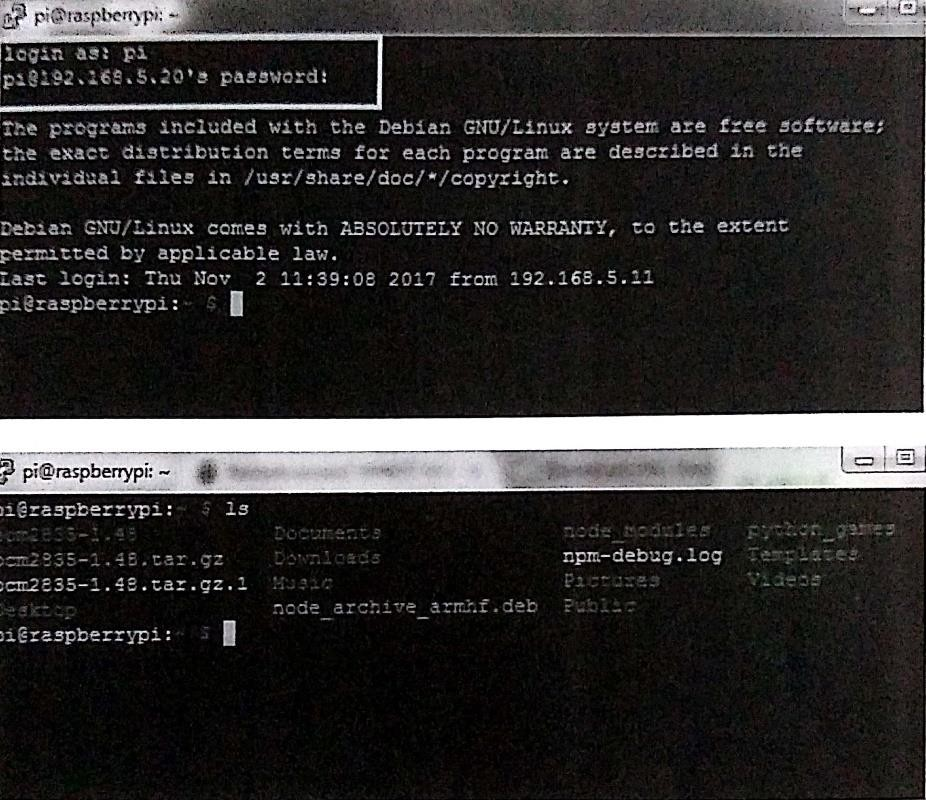 pi@raspberrypi: ~
login as: pi
pi@192.168.5.20's password:
The programs included with the Debian GNU/Linux system are free software;
the exact distribution terms for each program are described in the
individual files in /usr/share/doc/*/copyright.
Debian GNU/Linux comes with ABSOLUTELY NO WARRANTY, to the extent
permitted by applicable law.
Last login: Thu Nov  2 11:39:08 2017 from 192.168.5.11
pi@raspberrypi:~ $
pi@raspberrypi: ~
pi@raspberrypi:~ $ ls
bcm2835-1.48 Documents node_modules python_games
bcm2835-1.48.tar.gz Downloads npm-debug.log Templates
bcm2835-1.48.tar.gz.1 Music Pictures Videos
Desktop node_archive_armhf.deb Public
pi@raspberrypi:~ $